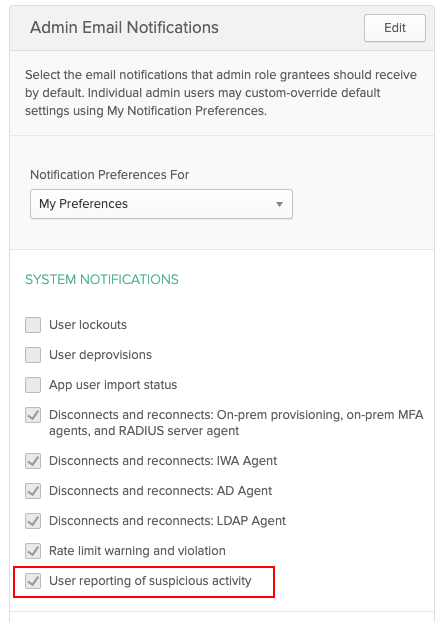 Admin Email Notifications
Edit
Select the email notifications that admin role grantees should receive
by default. Individual admin users may custom-override default
settings using My Notification Preferences.
Notification Preferences For
My Preferences
SYSTEM NOTIFICATIONS
User lockouts
User deprovisions
App user import status
Disconnects and reconnects: On-prem provisioning, on-prem MFA
agents, and RADIUS server agent
Disconnects and reconnects: IWA Agent
Disconnects and reconnects: AD Agent
Disconnects and reconnects: LDAP Agent
Rate limit warning and violation
User reporting of suspicious activity